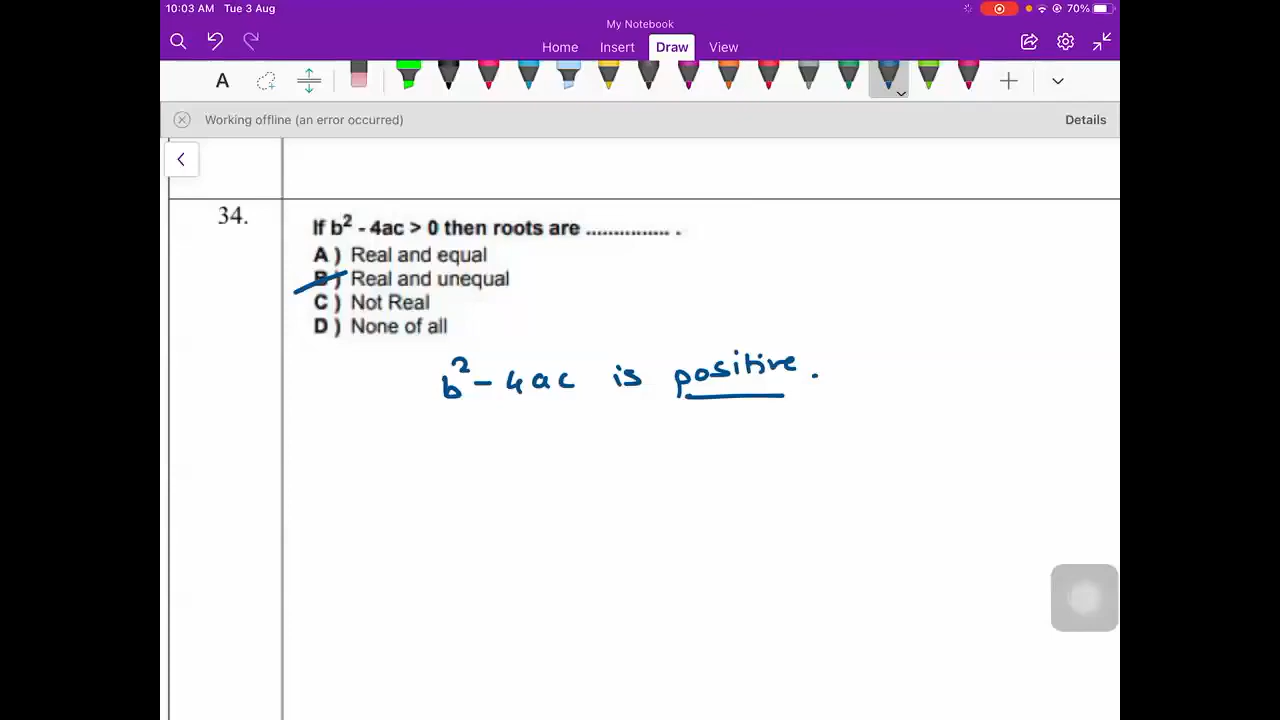 10:03 AM Tue 3 Aug
70%
My Notebook
Home Insert Draw View
A
Working offline (an error occurred)
Details
34.
If b² - 4ac > 0 then roots are ............... .
A ) Real and equal
B ) Real and unequal
C ) Not Real
D ) None of all
b² - 4ac is positive.